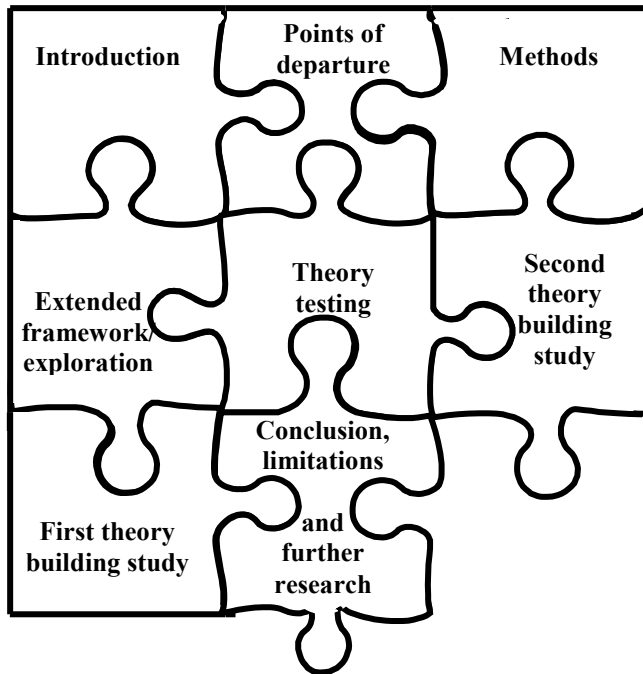 Introduction
Points of
departure
Methods
Extended
framework/
exploration
Theory
testing
Second
theory
building
study
First theory
building study
Conclusion,
limitations
and
further
research